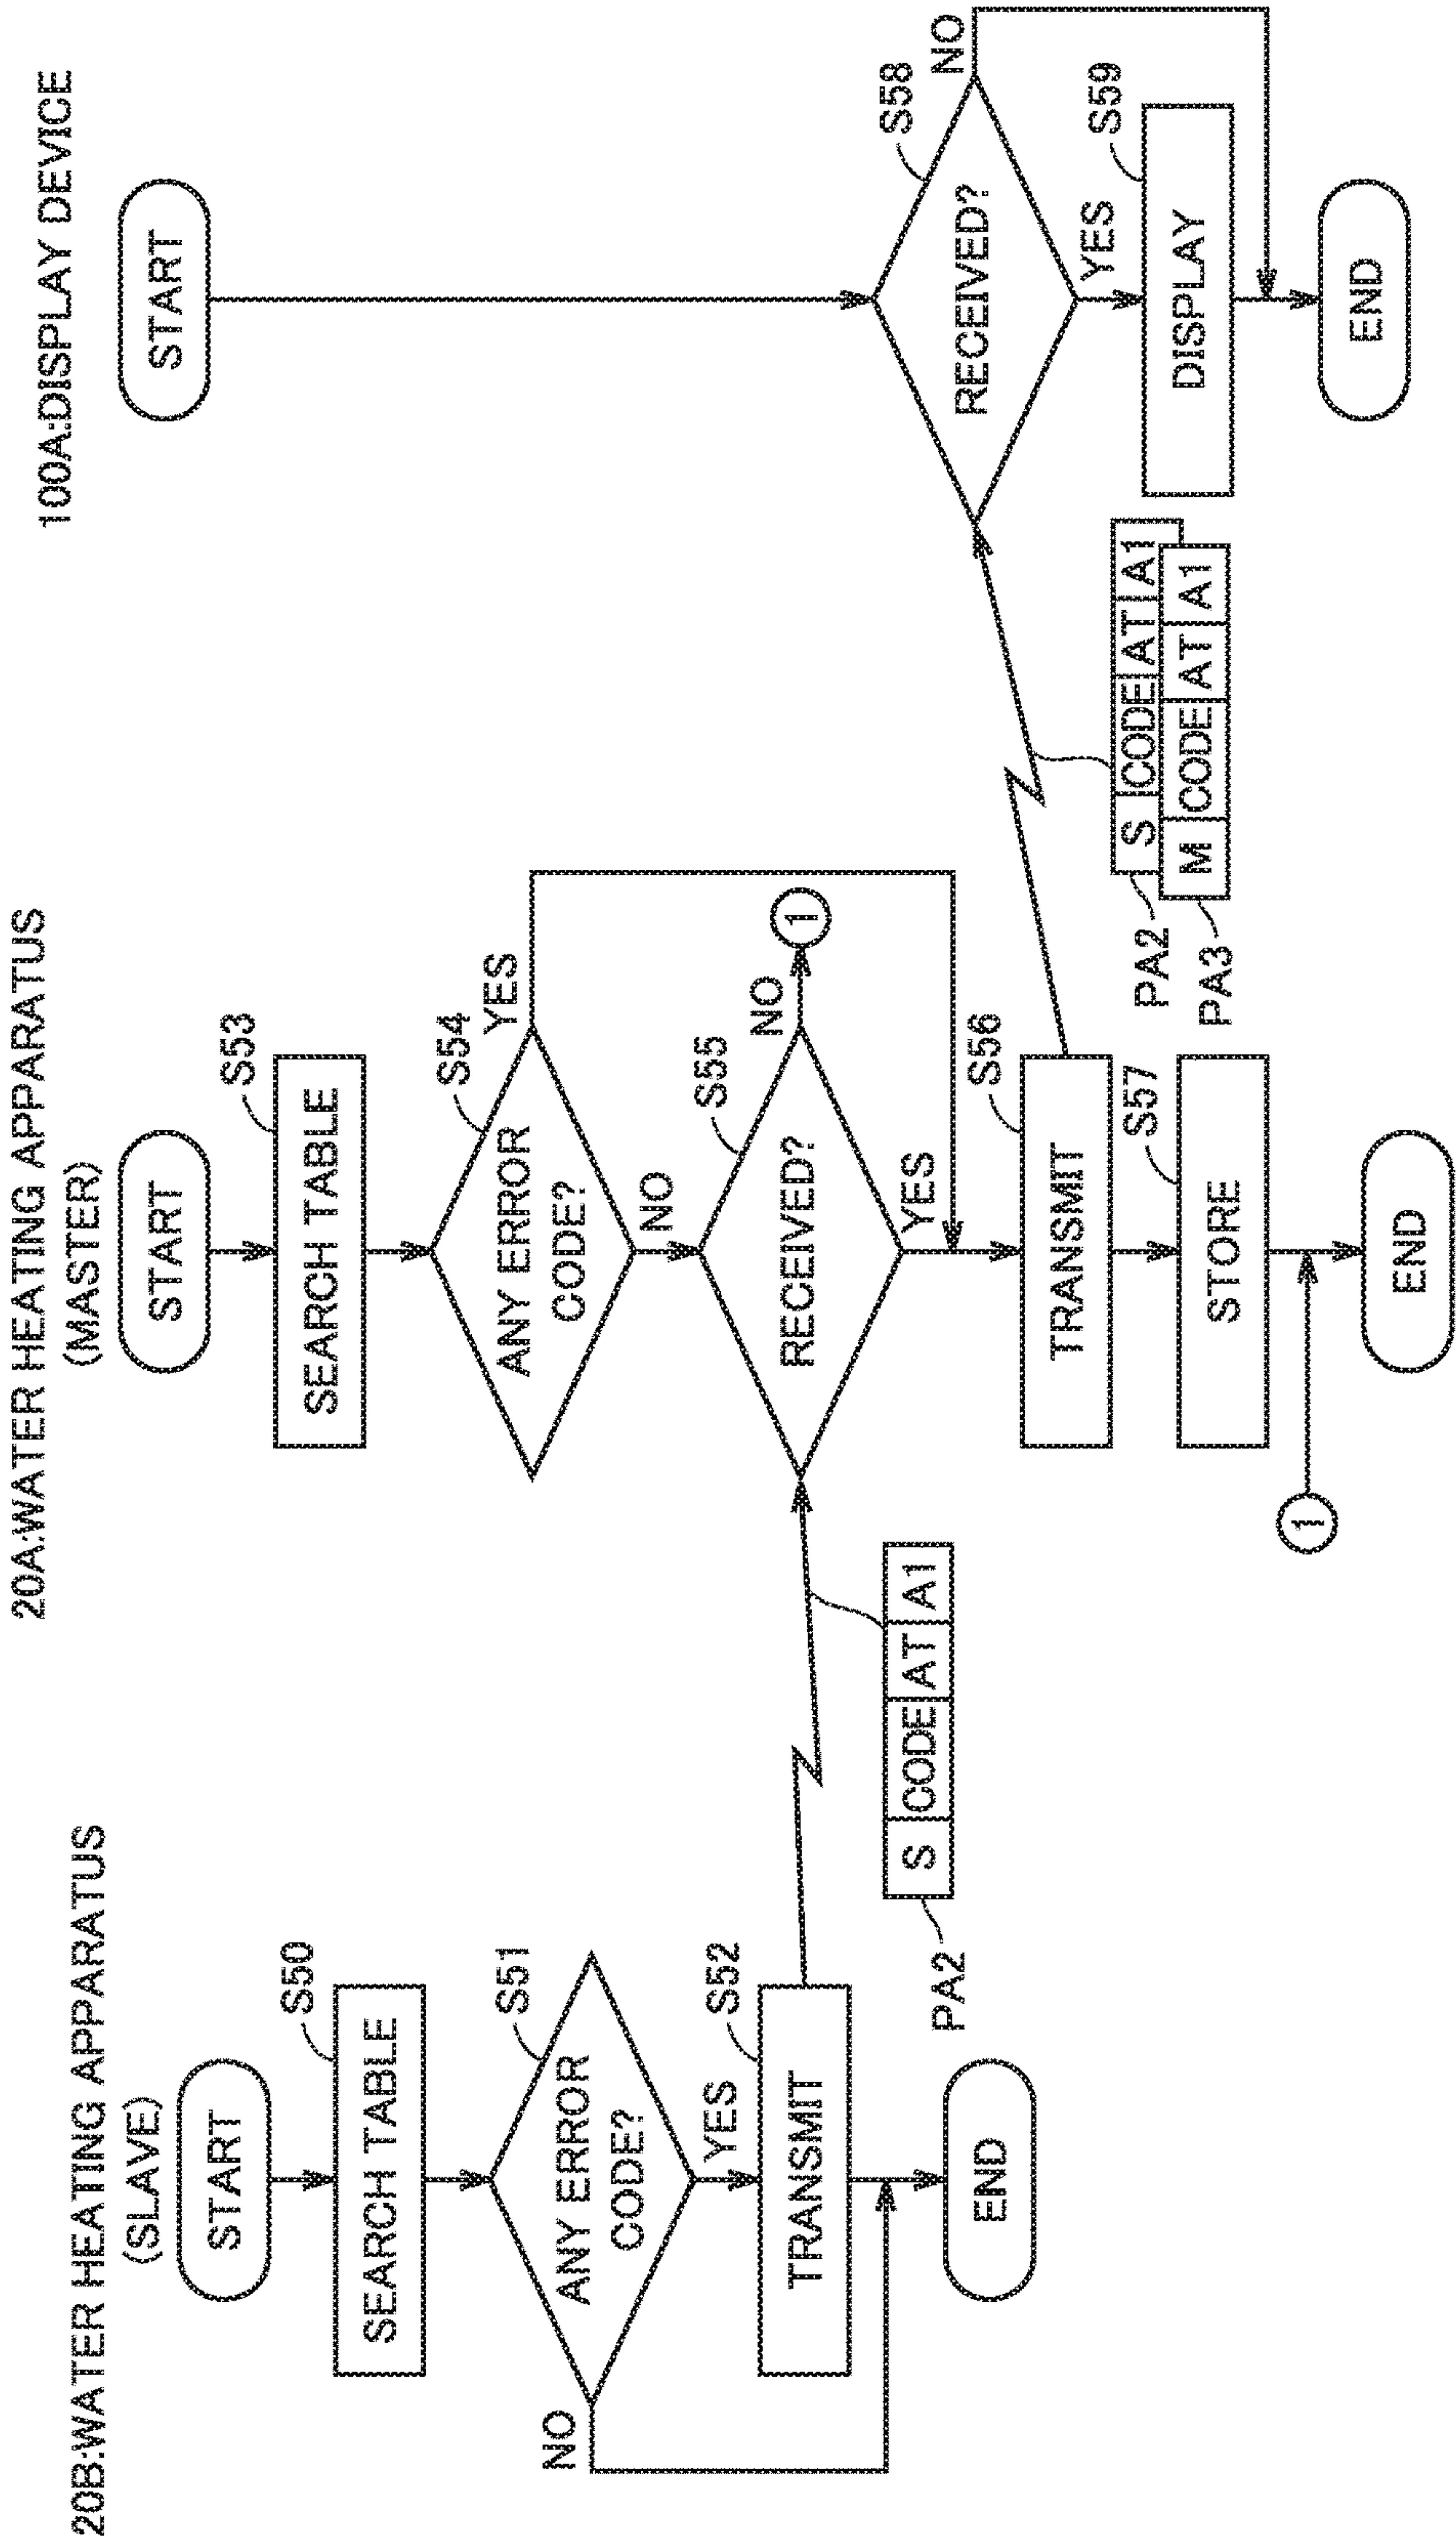 20B:WATER HEATING APPARATUS
(SLAVE)
START
SEARCH TABLE
S50
ANY ERROR
CODE?
S51
NO
YES
TRANSMIT
S52
END
S CODE AT A1
PA2
20A:WATER HEATING APPARATUS
(MASTER)
START
SEARCH TABLE
S53
ANY ERROR
CODE?
S54
YES
NO
RECEIVED?
S55
NO
1
YES
TRANSMIT
S56
STORE
S57
1
END
S CODE AT A1
PA2
M CODE AT A1
PA3
100A:DISPLAY DEVICE
START
RECEIVED?
S58
NO
YES
DISPLAY
S59
END